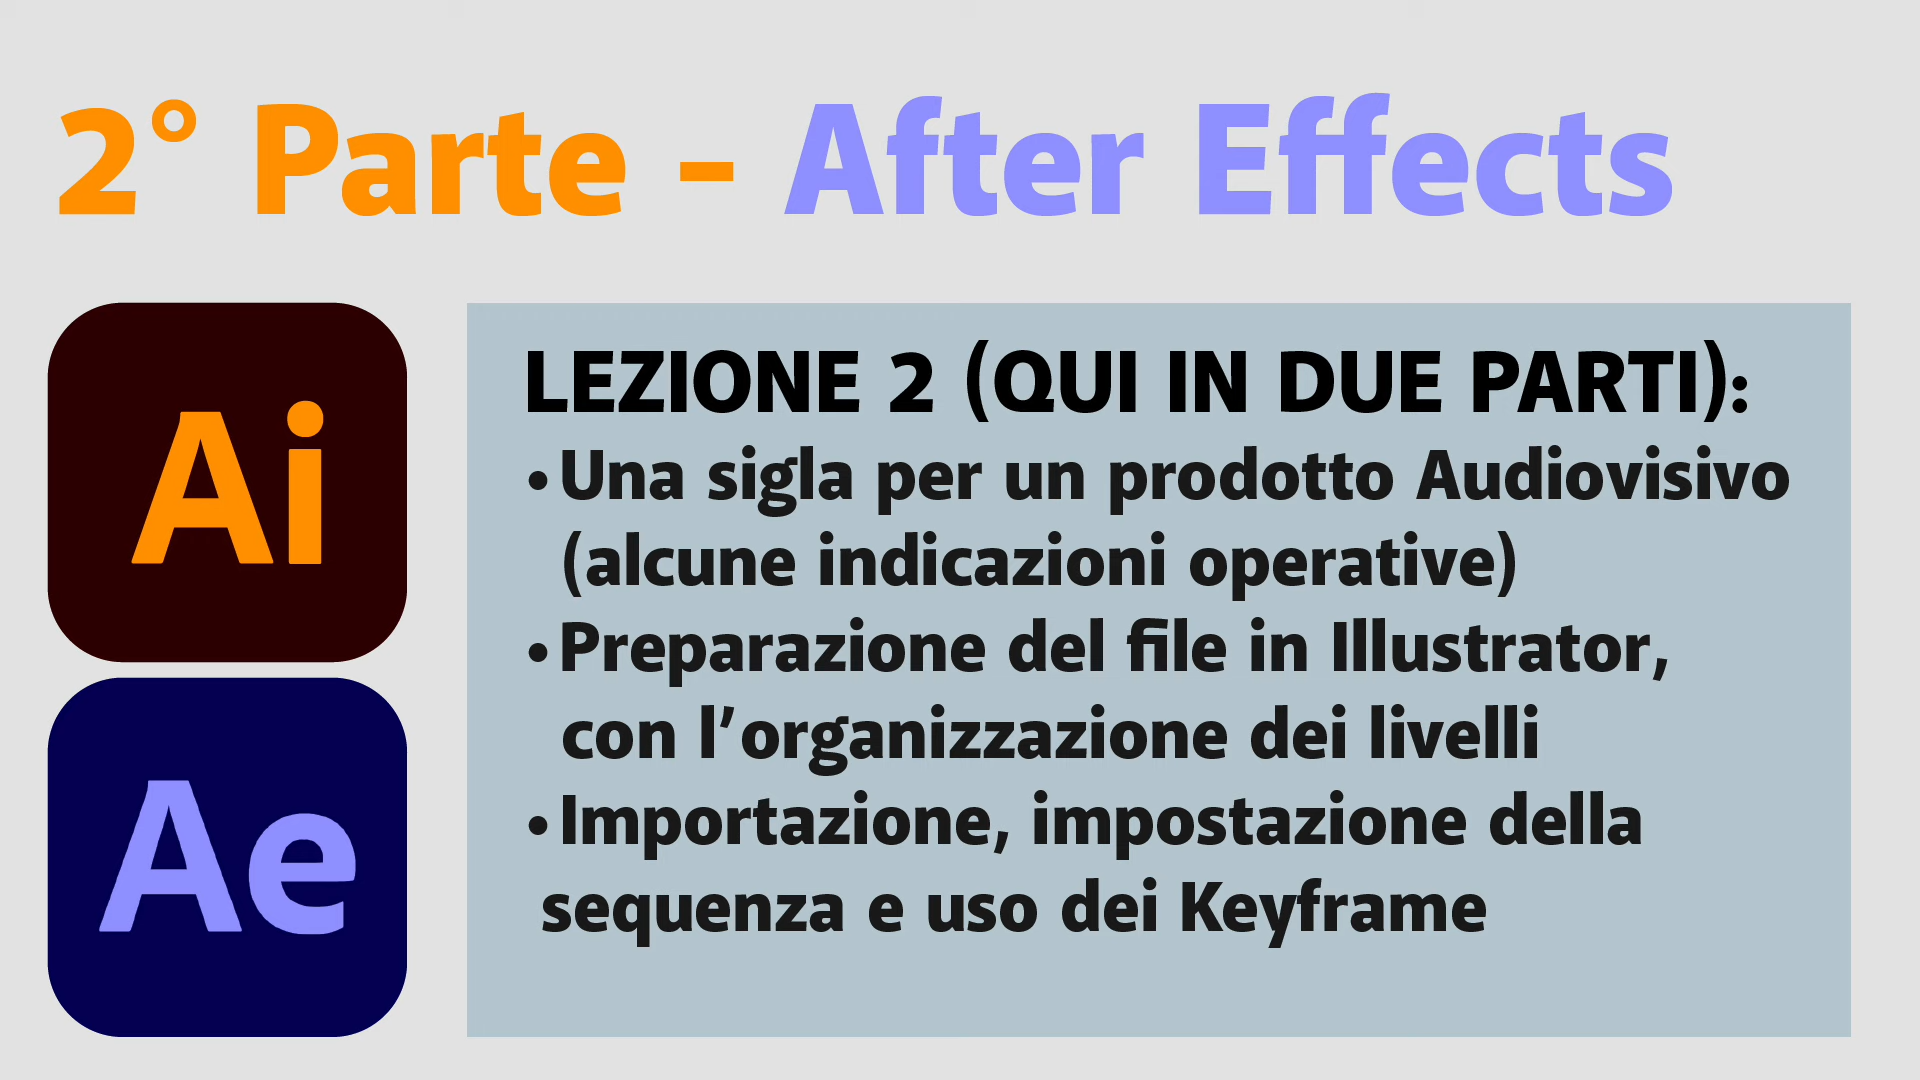 2° Parte - After Effects
Ai
Ae
LEZIONE 2 (QUI IN DUE PARTI):
•Una sigla per un prodotto Audiovisivo
(alcune indicazioni operative)
•Preparazione del file in Illustrator,
con l’organizzazione dei livelli
•Importazione, impostazione della
sequenza e uso dei Keyframe